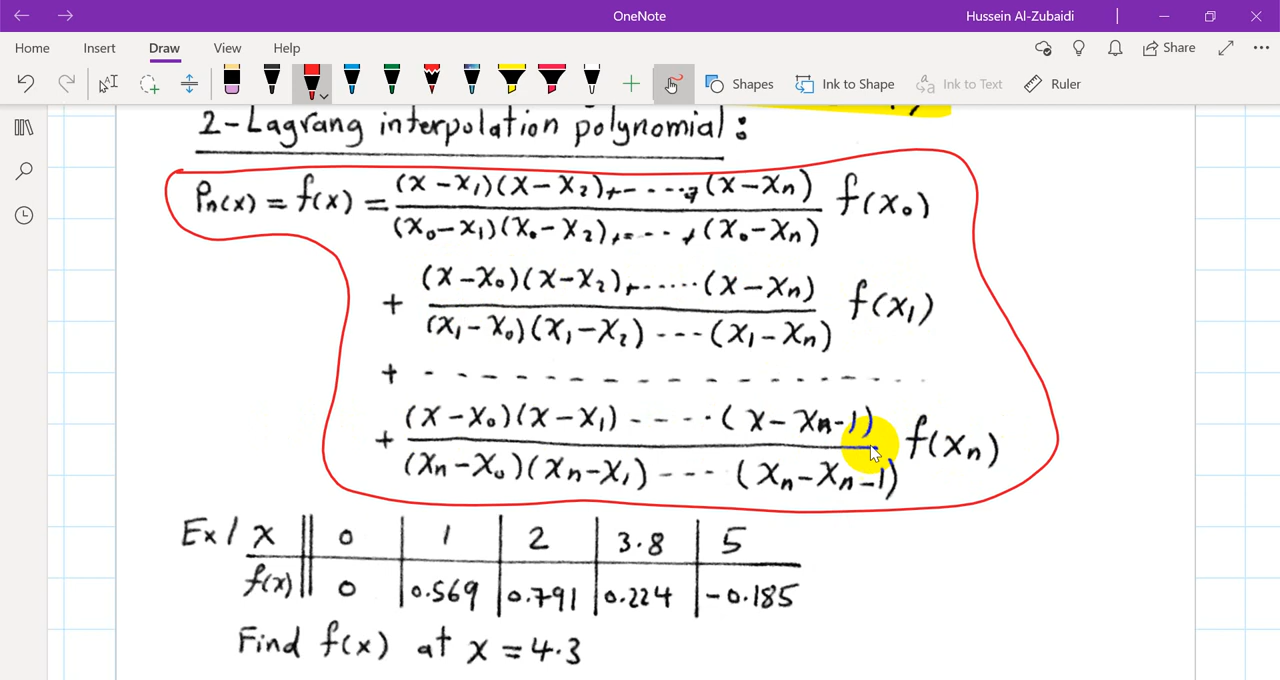 OneNote
Hussein Al-Zubaidi
Home Insert Draw View Help Share
Shapes Ink to Shape Ink to Text Ruler
2-Lagrang interpolation polynomial:
Pn(x) = f(x) = (x-x₁)(x-x₂)+-----+(x-xn) / (x₀-x₁)(x₀-x₂)+=--+(x₀-xn) f(x₀)
+ (x-x₀)(x-x₂)+------(x-xn) / (x₁-x₀)(x₁-x₂)---(x₁-xn) f(x₁)
+ - - - - - - - - - - - - - - -
+ (x-x₀)(x-x₁)----(x-xn-1) / (xn-x₀)(xn-x₁)---(xn-xn-1) f(xn)
Ex/ x || 0 | 1 | 2 | 3.8 | 5
f(x) || 0 | 0.569 | 0.791 | 0.224 | -0.185
Find f(x) at x = 4.3